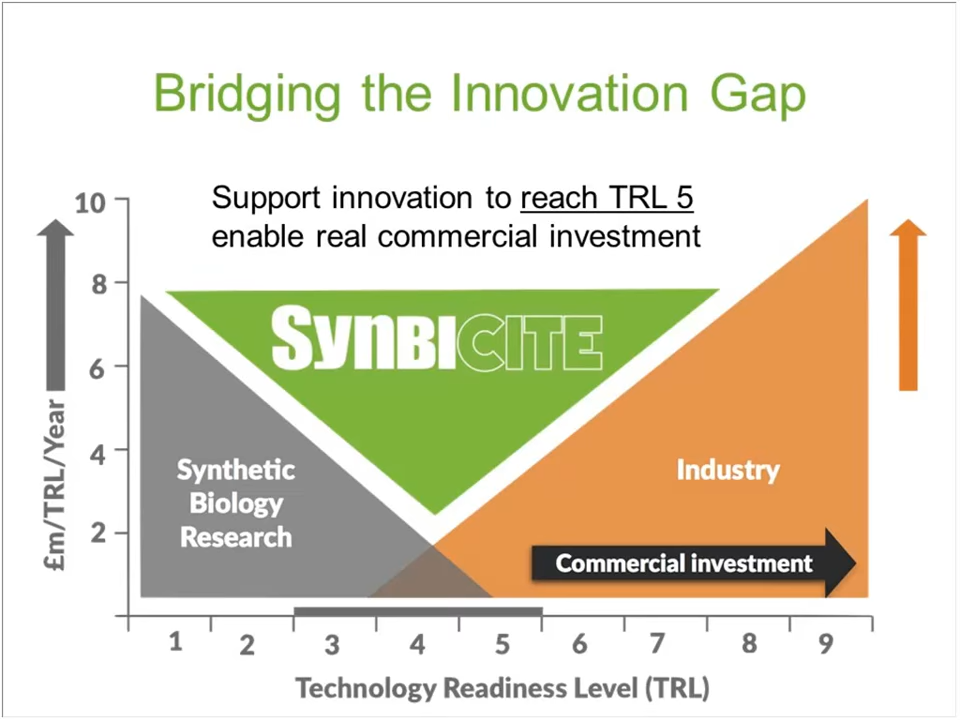 Bridging the Innovation Gap
Support innovation to reach TRL 5
enable real commercial investment
10
8
6
4
2
£m/TRL/Year
SYNBICITE
Synthetic
Biology
Research
Industry
Commercial investment
1 2 3 4 5 6 7 8 9
Technology Readiness Level (TRL)